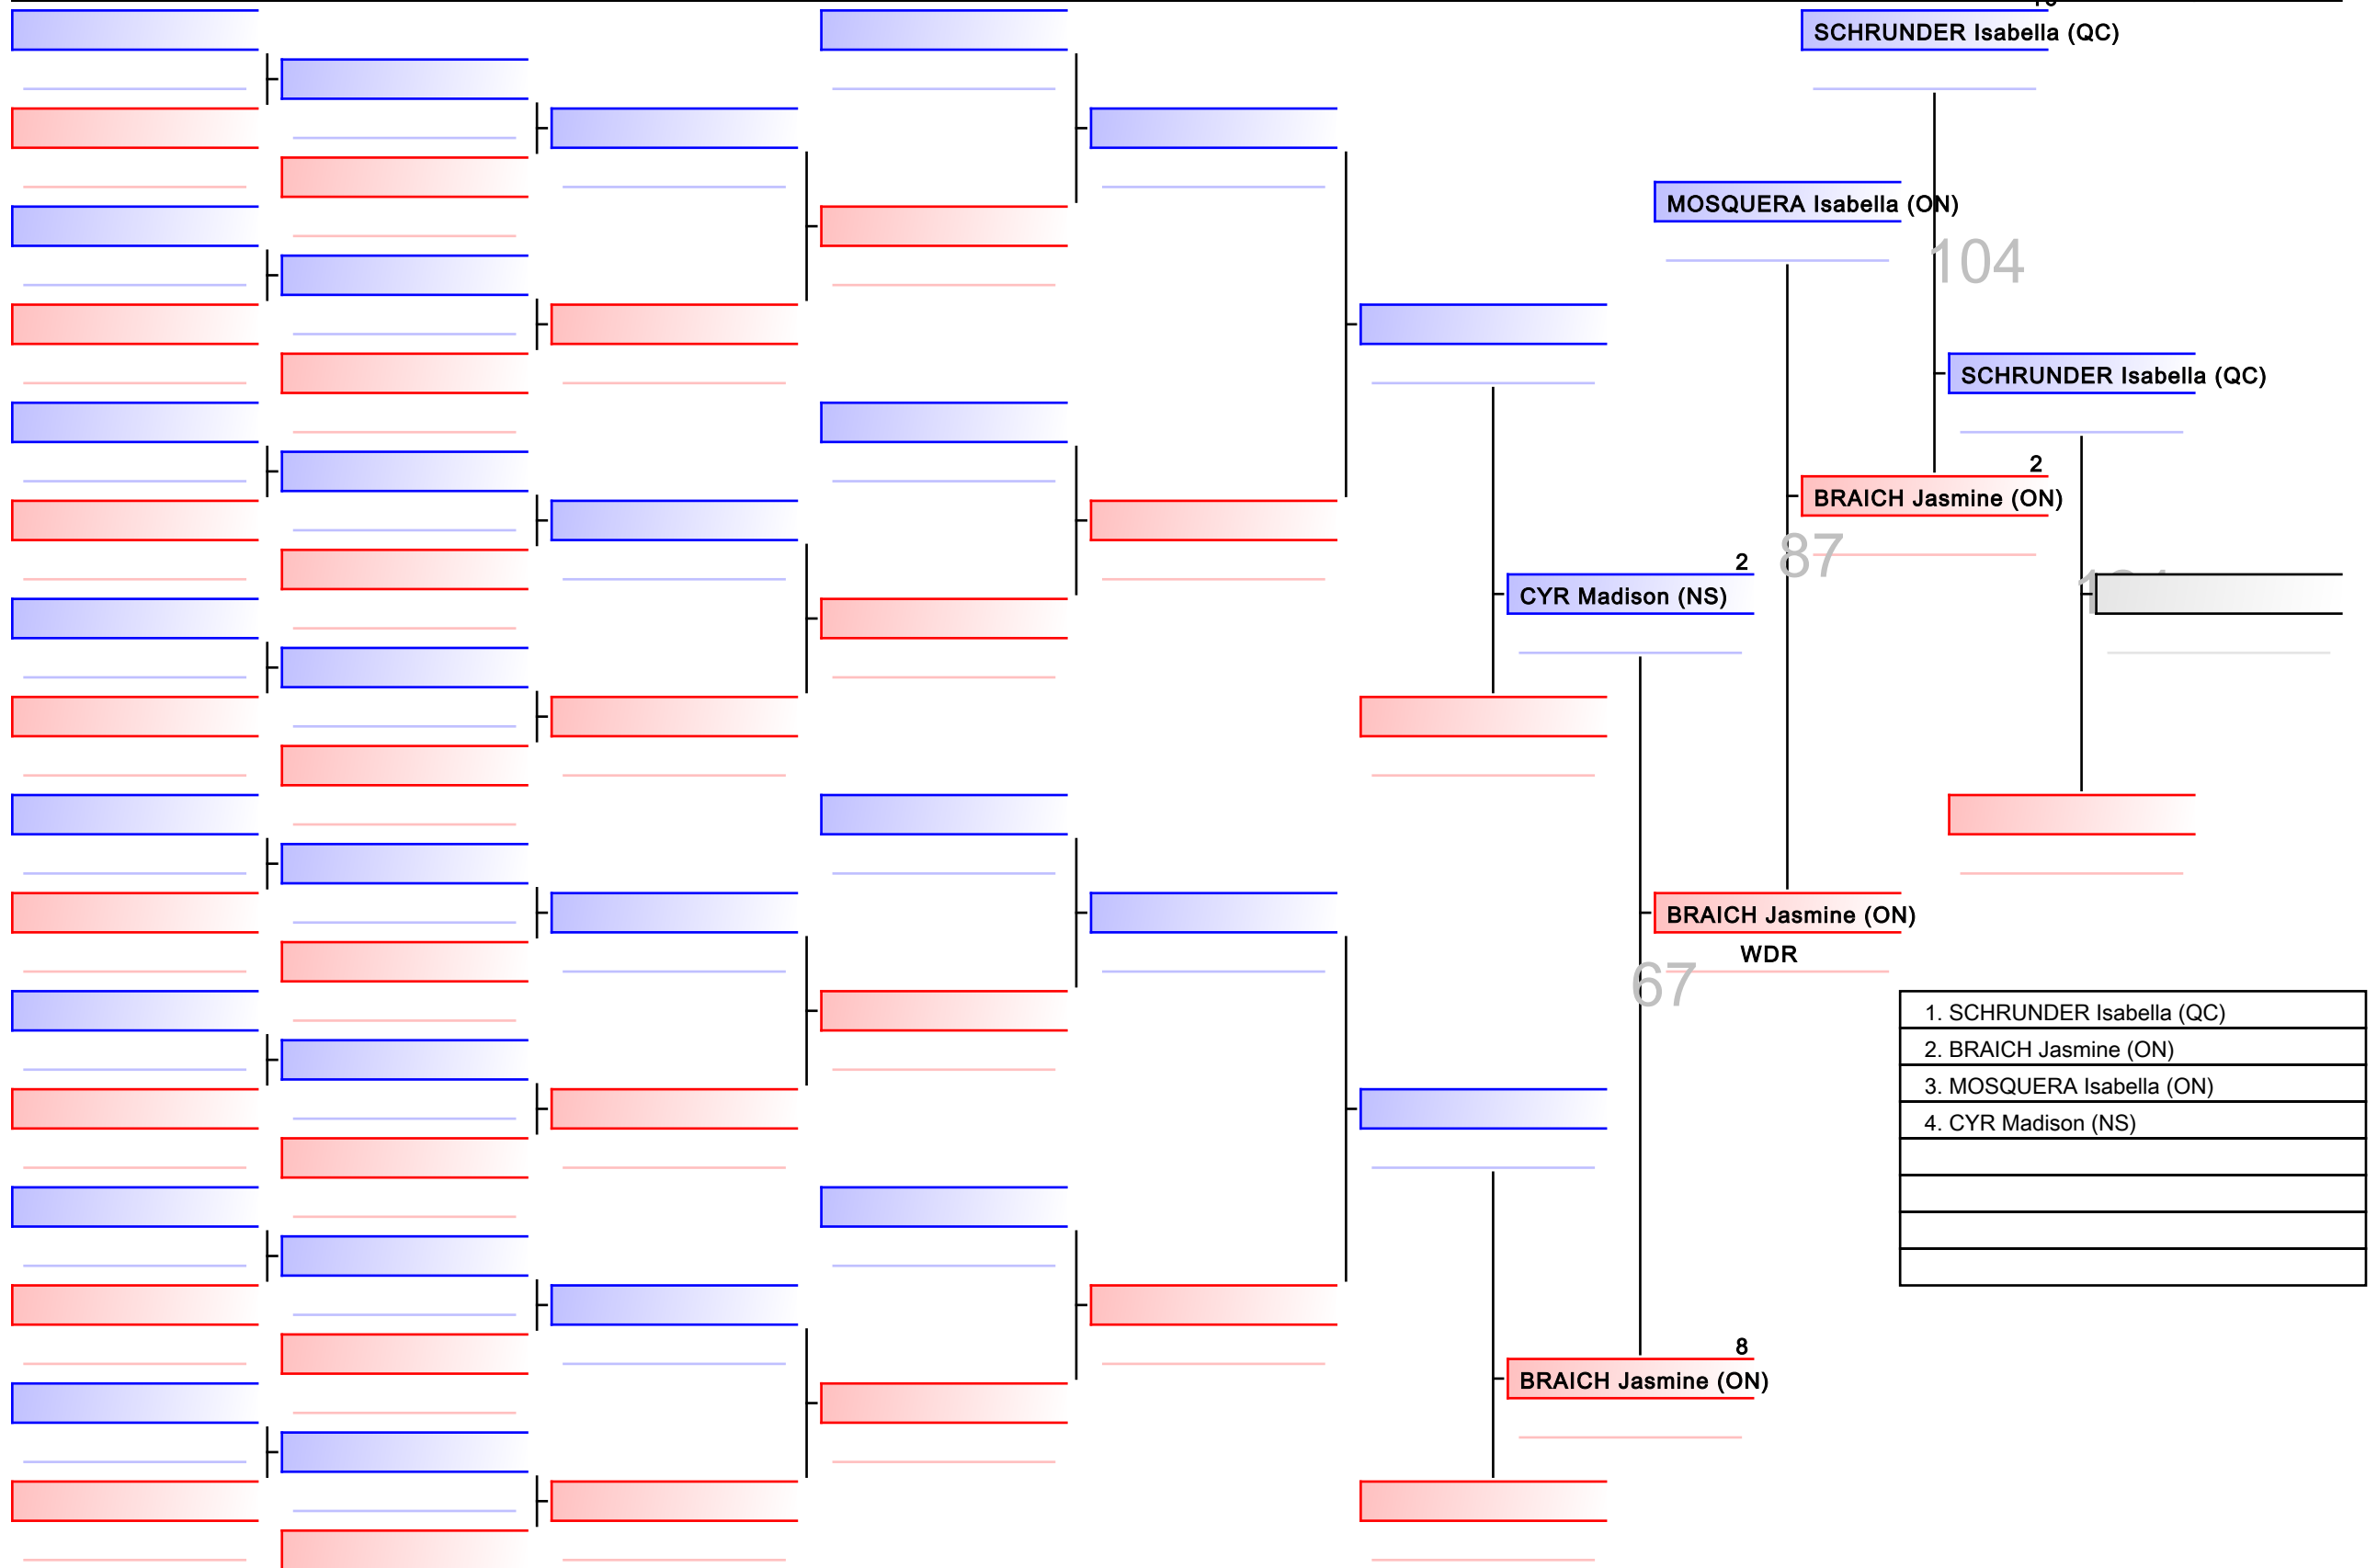 SCHRUNDER Isabella (QC)
MOSQUERA Isabella (ON)
104
SCHRUNDER Isabella (QC)
2
BRAICH Jasmine (ON)
87
2
CYR Madison (NS)
BRAICH Jasmine (ON)
WDR
67
1. SCHRUNDER Isabella (QC)
2. BRAICH Jasmine (ON)
3. MOSQUERA Isabella (ON)
4. CYR Madison (NS)
8
BRAICH Jasmine (ON)